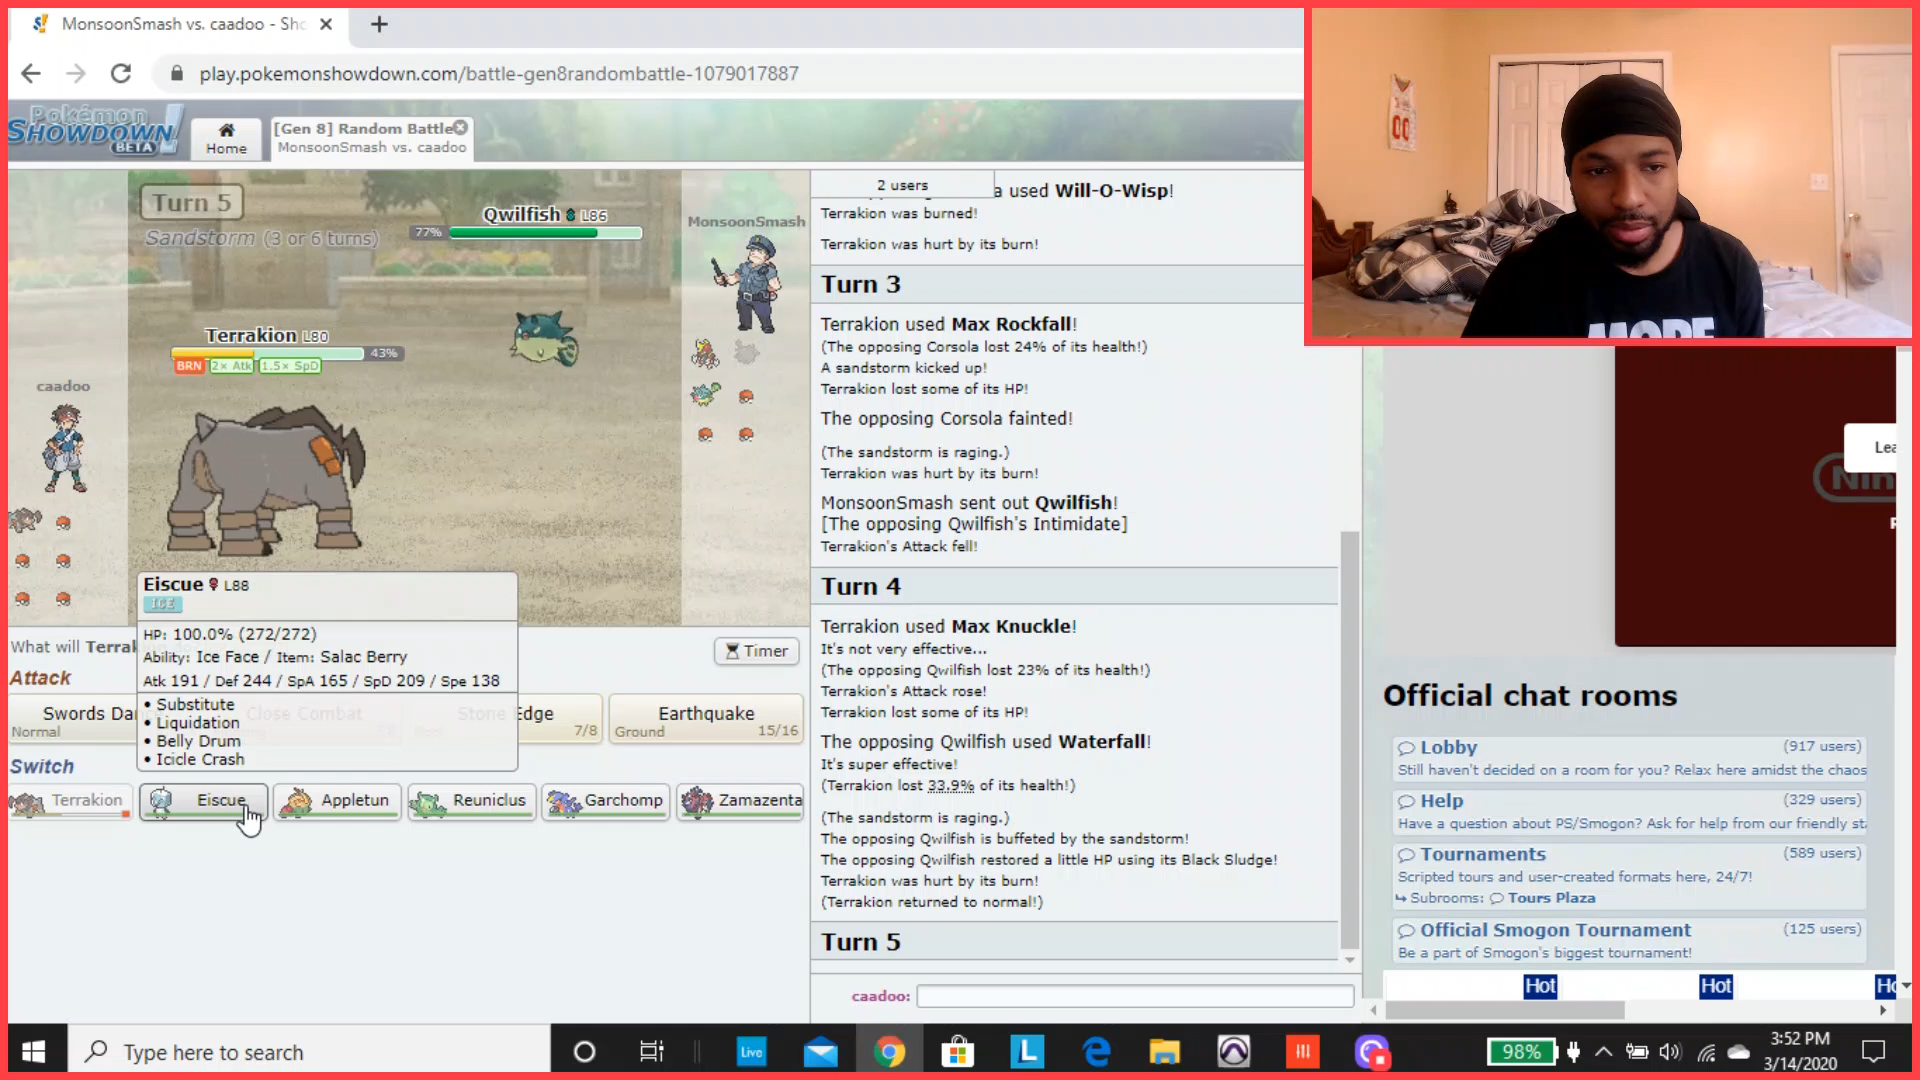 MonsoonSmash vs. caadoo - Sho
play.pokemonshowdown.com/battle-gen8randombattle-1079017887
Pokémon
SHOWDOWN!
BETA
Home
[Gen 8] Random Battle
MonsoonSmash vs. caadoo
Turn 5
Sandstorm (3 or 6 turns)
Qwilfish L86
77%
MonsoonSmash
Terrakion L80
43%
BRN 2× Atk 1.5× SpD
caadoo
Eiscue L88
ICE
HP: 100.0% (272/272)
Ability: Ice Face / Item: Salac Berry
Atk 191 / Def 244 / SpA 165 / SpD 209 / Spe 138
• Substitute
• Liquidation
• Belly Drum
• Icicle Crash
What will Terrak
Timer
Attack
Swords Dan
Normal
Close Combat
Stone Edge
7/8
Earthquake
Ground 15/16
Switch
Terrakion
Eiscue
Appletun
Reuniclus
Garchomp
Zamazenta
2 users
a used Will-O-Wisp!
Terrakion was burned!
Terrakion was hurt by its burn!
Turn 3
Terrakion used Max Rockfall!
(The opposing Corsola lost 24% of its health!)
A sandstorm kicked up!
Terrakion lost some of its HP!
The opposing Corsola fainted!
(The sandstorm is raging.)
Terrakion was hurt by its burn!
MonsoonSmash sent out Qwilfish!
[The opposing Qwilfish's Intimidate]
Terrakion's Attack fell!
Turn 4
Terrakion used Max Knuckle!
It's not very effective...
(The opposing Qwilfish lost 23% of its health!)
Terrakion's Attack rose!
Terrakion lost some of its HP!
The opposing Qwilfish used Waterfall!
It's super effective!
(Terrakion lost 33.9% of its health!)
(The sandstorm is raging.)
The opposing Qwilfish is buffeted by the sandstorm!
The opposing Qwilfish restored a little HP using its Black Sludge!
Terrakion was hurt by its burn!
(Terrakion returned to normal!)
Turn 5
caadoo:
00
MORE
Lea
Nin
Official chat rooms
Lobby (917 users)
Still haven't decided on a room for you? Relax here amidst the chaos
Help (329 users)
Have a question about PS/Smogon? Ask for help from our friendly st
Tournaments (589 users)
Scripted tours and user-created formats here, 24/7!
↳ Subrooms: Tours Plaza
Official Smogon Tournament (125 users)
Be a part of Smogon's biggest tournament!
Hot
Hot
Ho
Type here to search
Live
L
98%
3:52 PM
3/14/2020